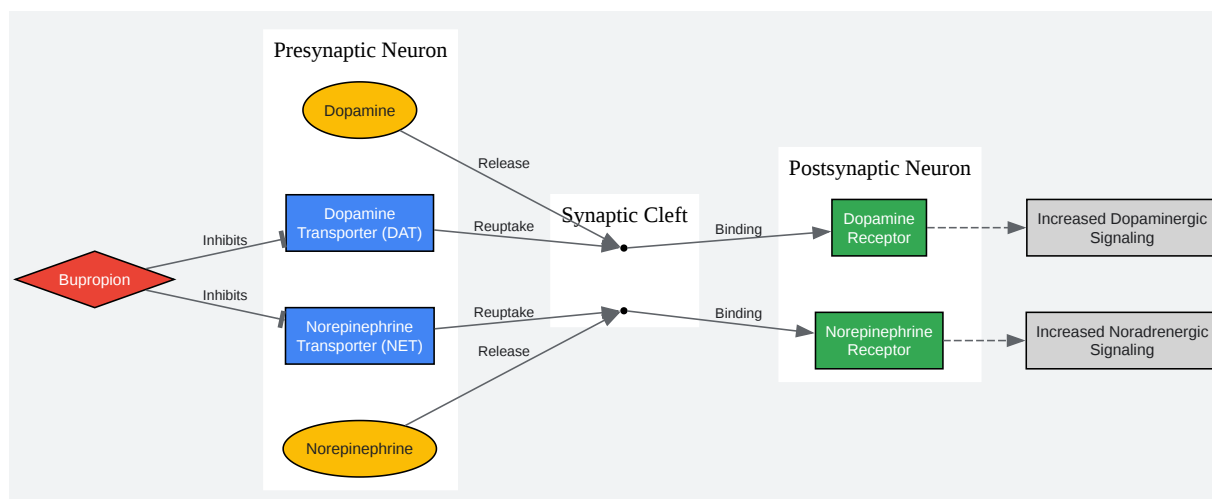 Presynaptic Neuron
Dopamine
Release
Dopamine
Transporter (DAT)
Reuptake
Inhibits
Bupropion
Inhibits
Norepinephrine
Transporter (NET)
Reuptake
Release
Norepinephrine
Synaptic Cleft
Binding
Binding
Postsynaptic Neuron
Dopamine
Receptor
Norepinephrine
Receptor
Increased Dopaminergic
Signaling
Increased Noradrenergic
Signaling